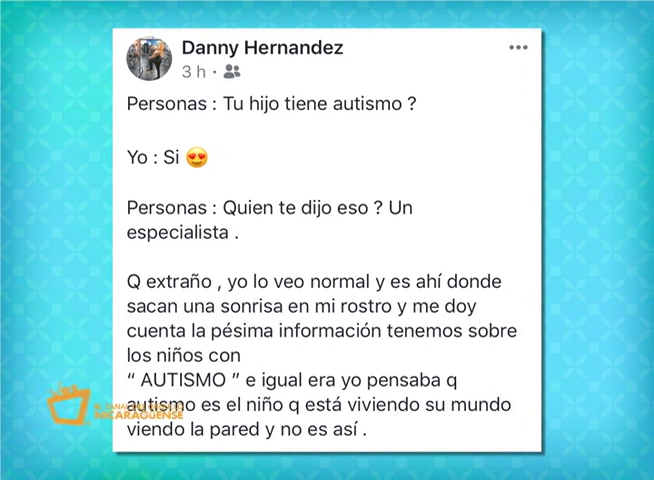 Danny Hernandez
3 h ·
Personas : Tu hijo tiene autismo ?
Yo : Si 😍
Personas : Quien te dijo eso ? Un
especialista .
Q extraño , yo lo veo normal y es ahí donde
sacan una sonrisa en mi rostro y me doy
cuenta la pésima información tenemos sobre
los niños con
“ AUTISMO ” e igual era yo pensaba q
autismo es el niño q está viviendo su mundo
viendo la pared y no es así .
EL CANAL
NICARAGÜENSE